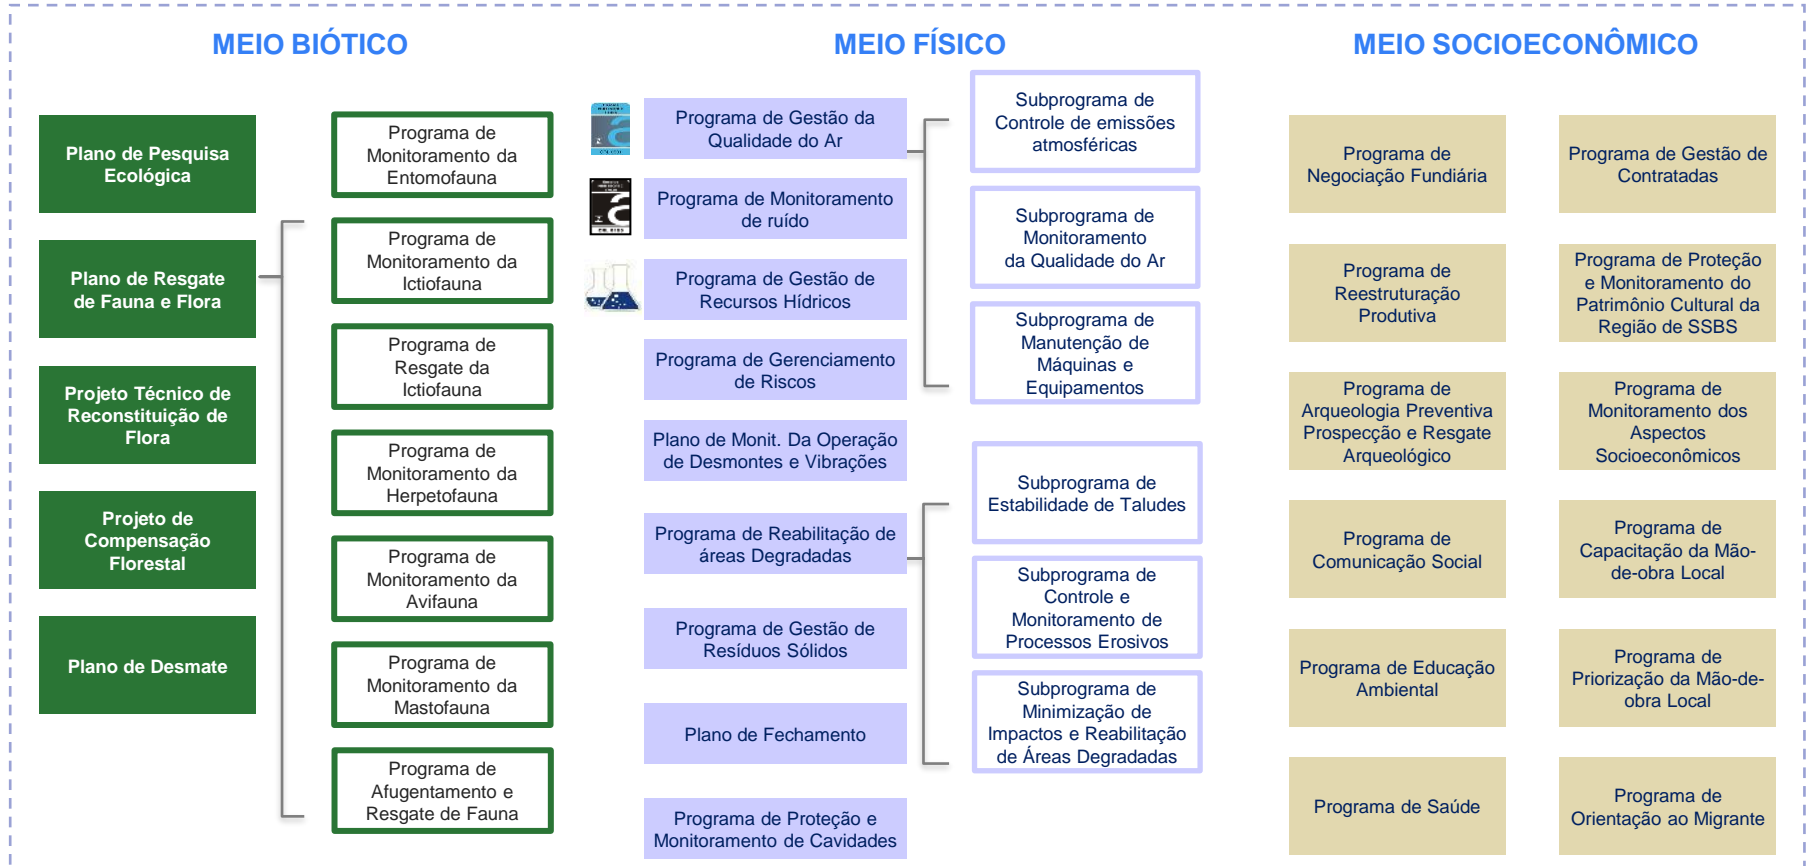 MEIO BIÓTICO
Plano de Pesquisa
Ecológica
Plano de Resgate
de Fauna e Flora
Projeto Técnico de
Reconstituição de
Flora
Projeto de
Compensação
Florestal
Plano de Desmate
Programa de
Monitoramento da
Entomofauna
Programa de
Monitoramento da
Ictiofauna
Programa de
Resgate da
Ictiofauna
Programa de
Monitoramento da
Herpetofauna
Programa de
Monitoramento da
Avifauna
Programa de
Monitoramento da
Mastofauna
Programa de
Afugentamento e
Resgate de Fauna
MEIO FÍSICO
Programa de Gestão da
Qualidade do Ar
Programa de Monitoramento
de ruído
Programa de Gestão de
Recursos Hídricos
Programa de Gerenciamento
de Riscos
Plano de Monit. Da Operação
de Desmontes e Vibrações
Programa de Reabilitação de
áreas Degradadas
Programa de Gestão de
Resíduos Sólidos
Plano de Fechamento
Programa de Proteção e
Monitoramento de Cavidades
Subprograma de
Controle de emissões
atmosféricas
Subprograma de
Monitoramento
da Qualidade do Ar
Subprograma de
Manutenção de
Máquinas e
Equipamentos
Subprograma de
Estabilidade de Taludes
Subprograma de
Controle e
Monitoramento de
Processos Erosivos
Subprograma de
Minimização de
Impactos e Reabilitação
de Áreas Degradadas
MEIO SOCIOECONÔMICO
Programa de
Negociação Fundiária
Programa de
Reestruturação
Produtiva
Programa de
Arqueologia Preventiva
Prospecção e Resgate
Arqueológico
Programa de
Comunicação Social
Programa de Educação
Ambiental
Programa de Saúde
Programa de Gestão de
Contratadas
Programa de Proteção
e Monitoramento do
Patrimônio Cultural da
Região de SSBS
Programa de
Monitoramento dos
Aspectos
Socioeconômicos
Programa de
Capacitação da Mão-
de-obra Local
Programa de
Priorização da Mão-de-
obra Local
Programa de
Orientação ao Migrante